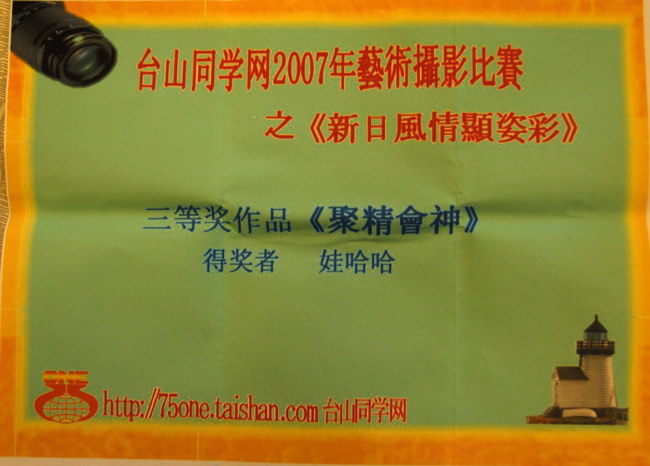 台山同学网2007年藝術攝影比賽
之《新日風情顯姿彩》
三等奖作品《聚精會神》
得奖者 娃哈哈
ONE
http://75one.taishan.com 台山同学网